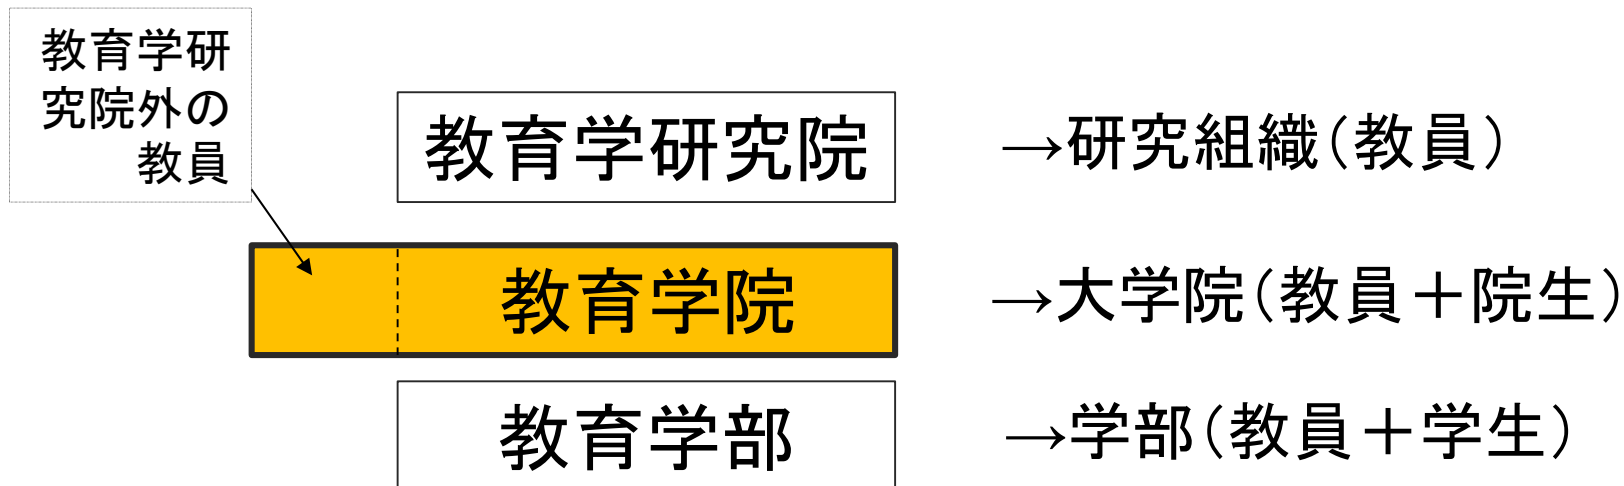 教育学研
究院外の
教員
教育学研究院
→研究組織（教員）
教育学院
→大学院（教員＋院生）
教育学部
→学部（教員＋学生）